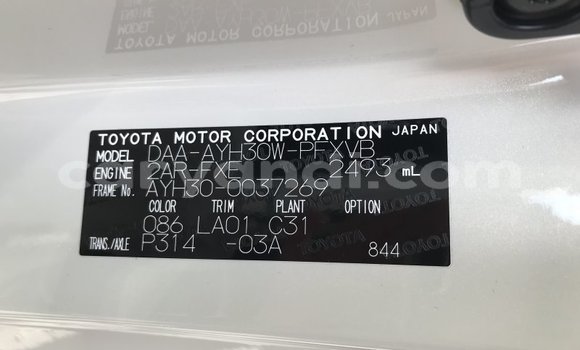 TOYOTA MOTOR CORPORATION JAPAN
MODEL DAA-AYH30W-PFXVB
ENGINE 2AR-FXE 2493 mL
FRAME No. AYH30-0037269
COLOR TRIM PLANT OPTION
086 LA01 C31
TRANS./AXLE P314 -03A 844